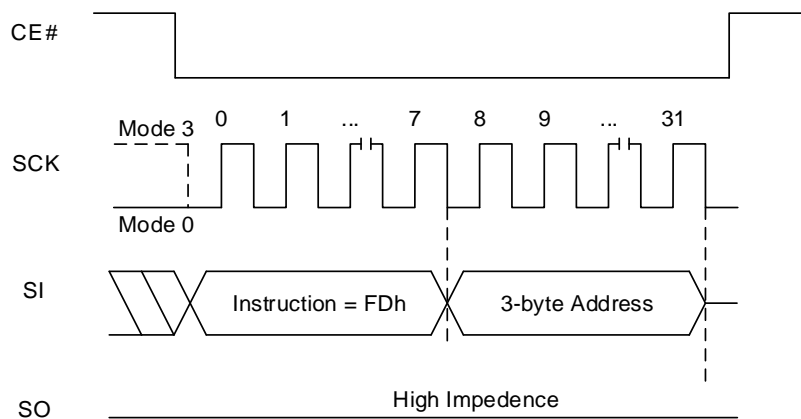 CE#
0 1 ... 7 8 9 ... 31
Mode 3
SCK
Mode 0
SI
Instruction = FDh
3-byte Address
High Impedence
SO